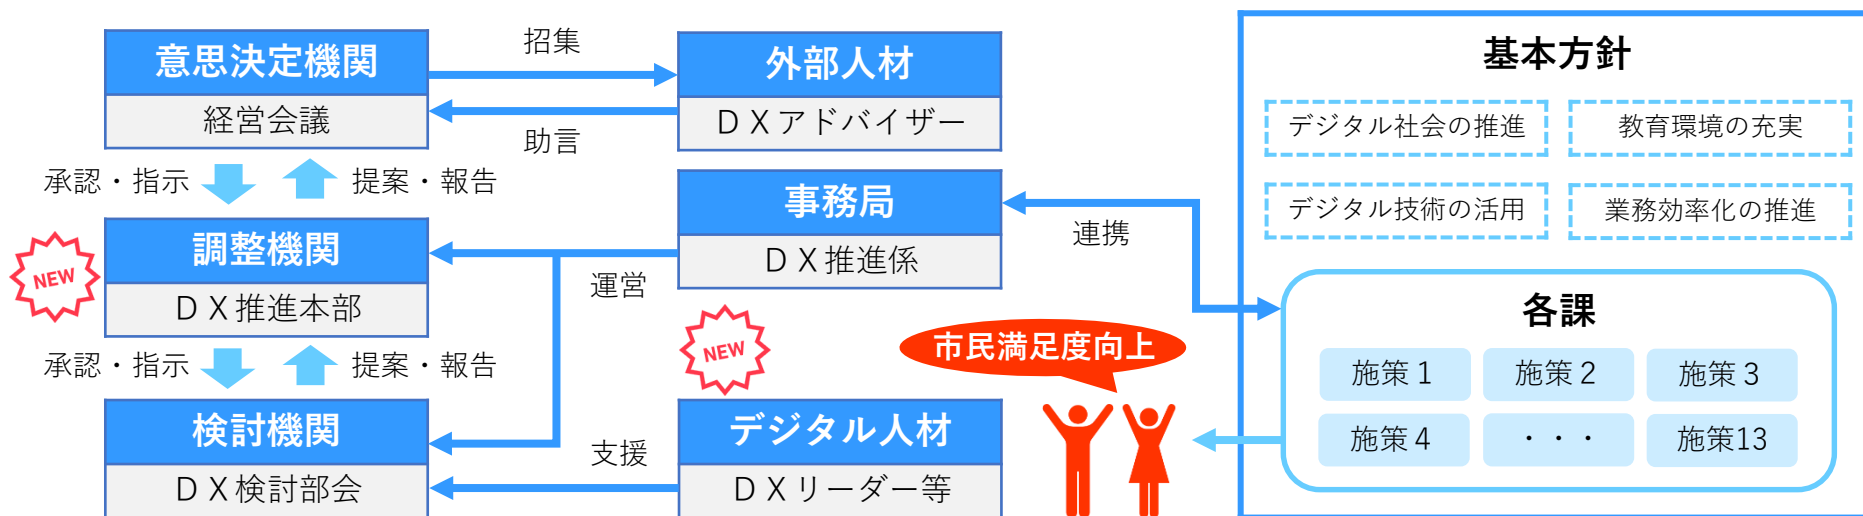 意思決定機関
経営会議
招集
助言
外部人材
ＤＸアドバイザー
承認・指示
提案・報告
NEW
調整機関
ＤＸ推進本部
運営
事務局
ＤＸ推進係
連携
承認・指示
提案・報告
検討機関
ＤＸ検討部会
支援
NEW
デジタル人材
ＤＸリーダー等
市民満足度向上
基本方針
デジタル社会の推進
教育環境の充実
デジタル技術の活用
業務効率化の推進
各課
施策１
施策２
施策３
施策４
・・・
施策13